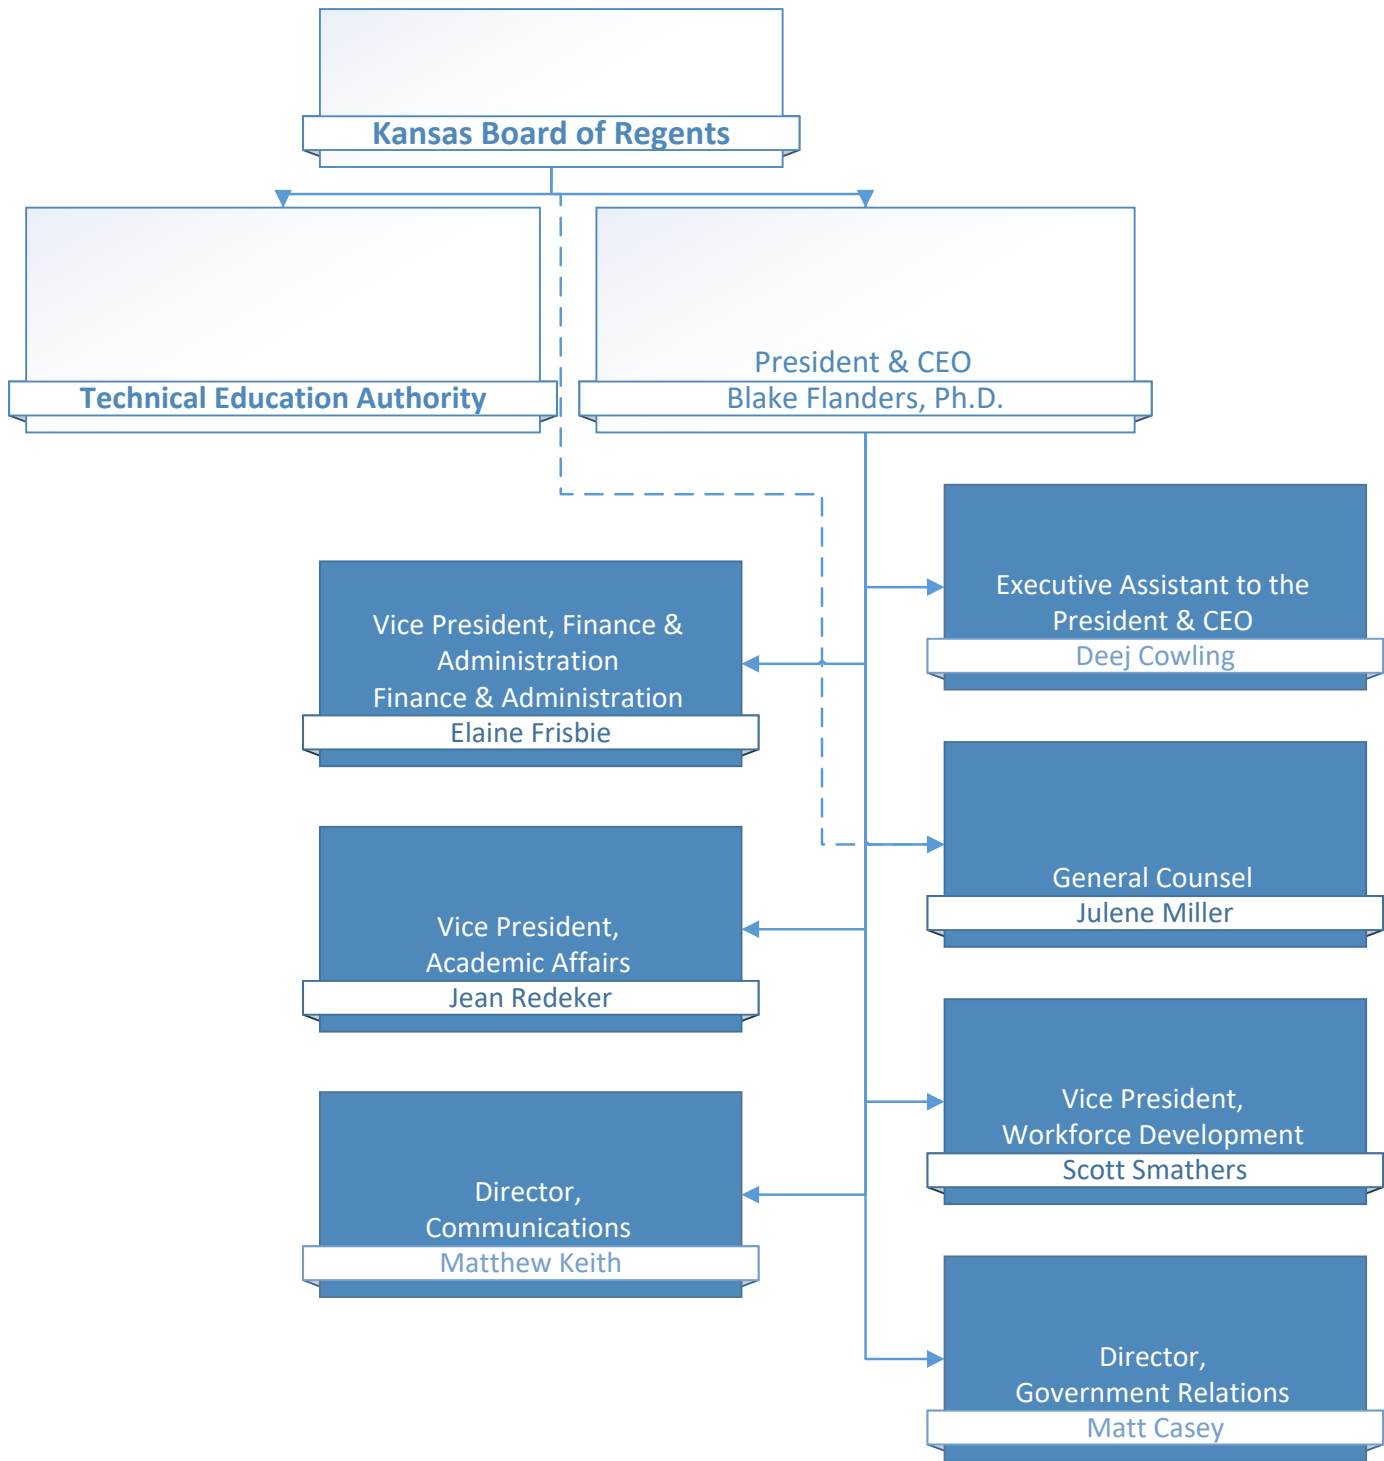 Kansas Board of Regents
Technical Education Authority
President & CEO
Blake Flanders, Ph.D.
Executive Assistant to the
President & CEO
Deej Cowling
Vice President, Finance &
Administration
Finance & Administration
Elaine Frisbie
General Counsel
Julene Miller
Vice President,
Academic Affairs
Jean Redeker
Vice President,
Workforce Development
Scott Smathers
Director,
Communications
Matthew Keith
Director,
Government Relations
Matt Casey